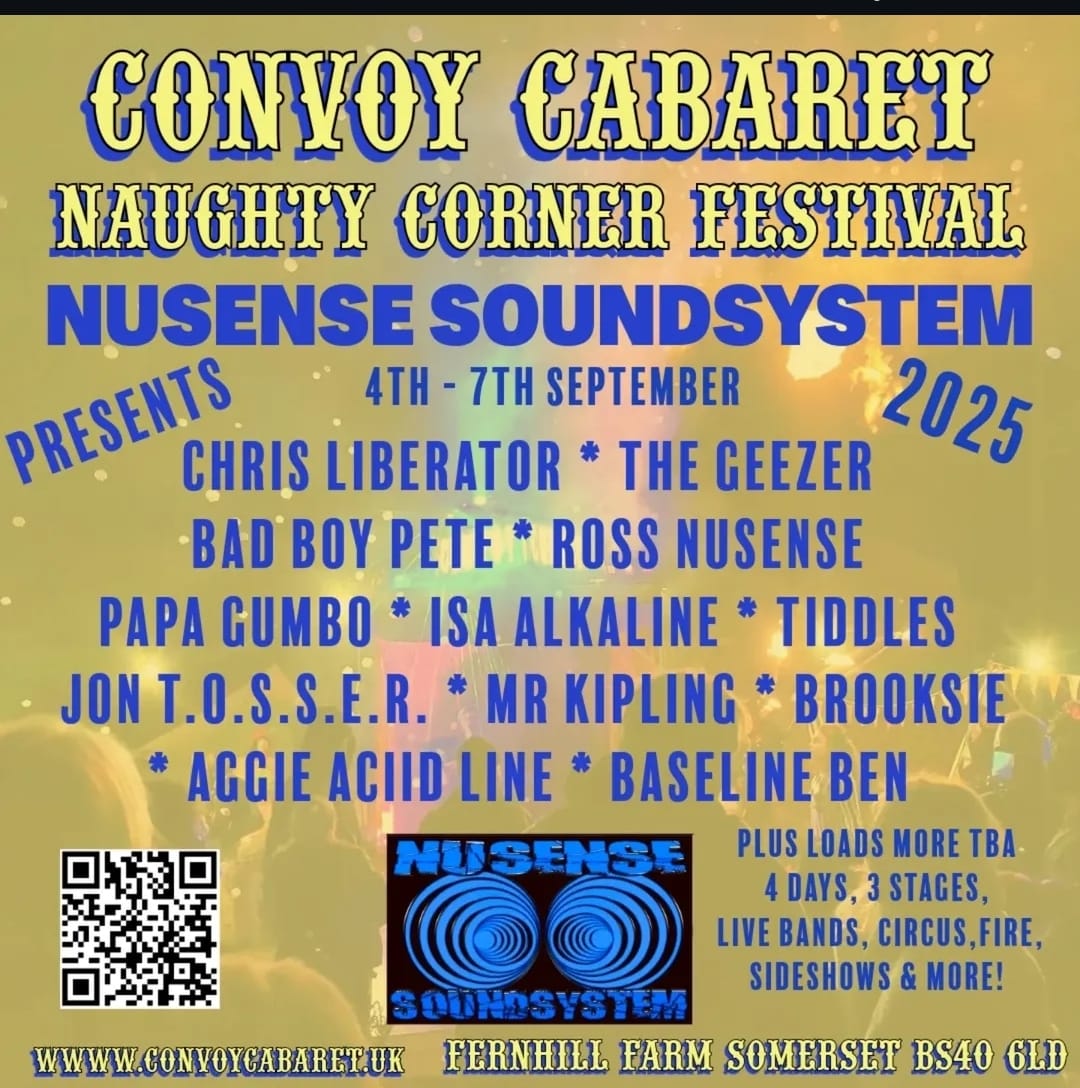 CONVOY CABARET
NAUGHTY CORNER FESTIVAL
NUSENSE SOUNDSYSTEM
PRESENTS
4TH - 7TH SEPTEMBER
2025
CHRIS LIBERATOR * THE GEEZER
BAD BOY PETE * ROSS NUSENSE
PAPA GUMBO * ISA ALKALINE * TIDDLES
JON T.O.S.S.E.R. * MR KIPLING * BROOKSIE
* AGGIE ACIID LINE * BASELINE BEN
NUSENSE
SOUNDSYSTEM
PLUS LOADS MORE TBA
4 DAYS, 3 STAGES,
LIVE BANDS, CIRCUS,FIRE,
SIDESHOWS & MORE!
WWW.CONVOYCABARET.UK
FERNHILL FARM SOMERSET BS40 6LD